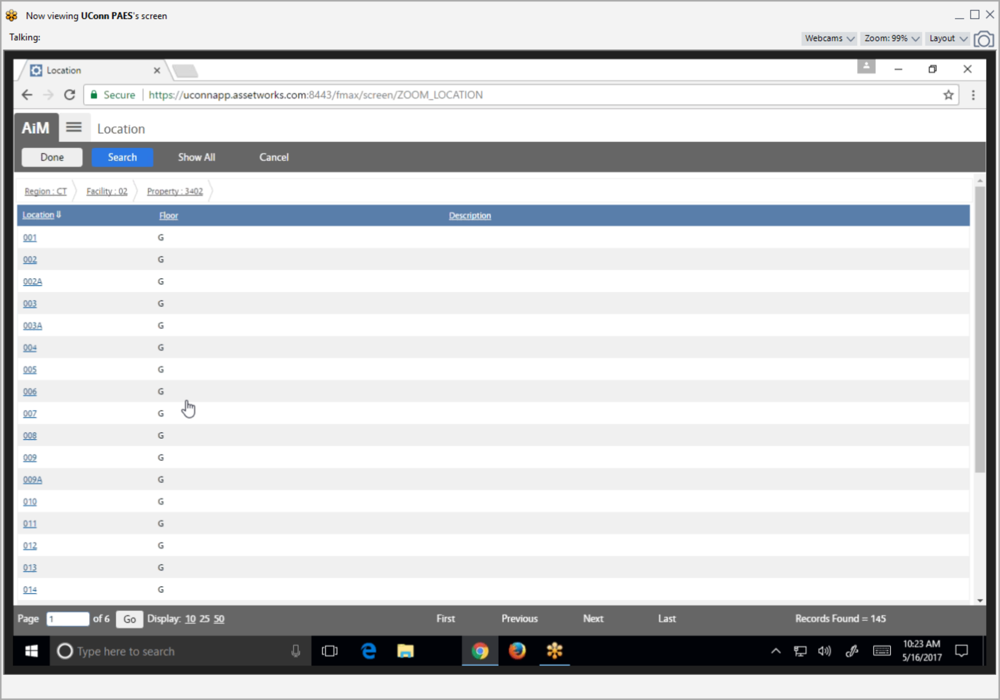 Now viewing UConn PAES's screen
Talking:
Webcams Zoom: 99% Layout
Location
Secure https://uconnapp.assetworks.com:8443/fmax/screen/ZOOM_LOCATION
AiM Location
Done Search Show All Cancel
Region : CT Facility : 02 Property : 3402
Location Floor Description
001 G
002 G
002A G
003 G
003A G
004 G
005 G
006 G
007 G
008 G
009 G
009A G
010 G
011 G
012 G
013 G
014 G
Page 1 of 6 Go Display: 10 25 50 First Previous Next Last Records Found = 145
Type here to search 10:23 AM
5/16/2017